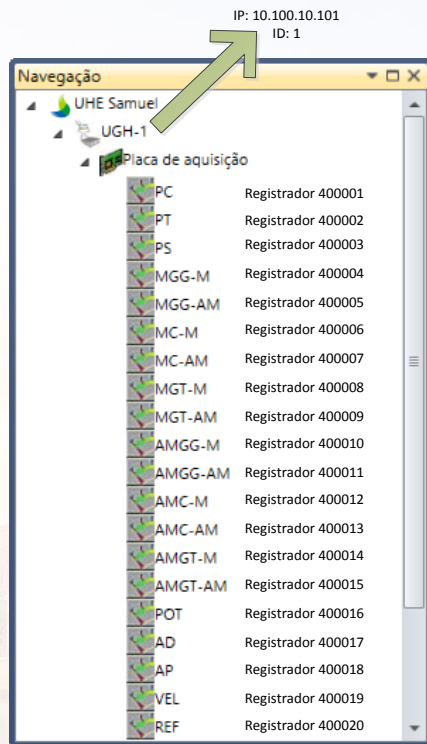 IP: 10.100.10.101
ID: 1
Navegação
UHE Samuel
UGH-1
Placa de aquisição
PC Registrador 400001
PT Registrador 400002
PS Registrador 400003
MGG-M Registrador 400004
MGG-AM Registrador 400005
MC-M Registrador 400006
MC-AM Registrador 400007
MGT-M Registrador 400008
MGT-AM Registrador 400009
AMGG-M Registrador 400010
AMGG-AM Registrador 400011
AMC-M Registrador 400012
AMC-AM Registrador 400013
AMGT-M Registrador 400014
AMGT-AM Registrador 400015
POT Registrador 400016
AD Registrador 400017
AP Registrador 400018
VEL Registrador 400019
REF Registrador 400020